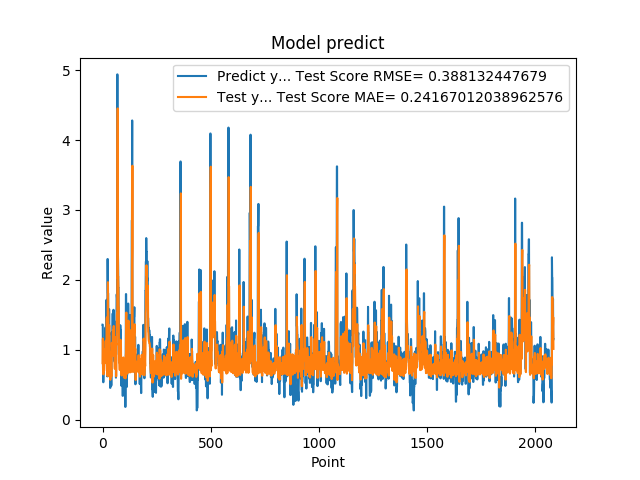 Model predict
Predict y... Test Score RMSE= 0.388132447679
Test y... Test Score MAE= 0.24167012038962576
5
4
3
2
1
0
Real value
0 500 1000 1500 2000
Point